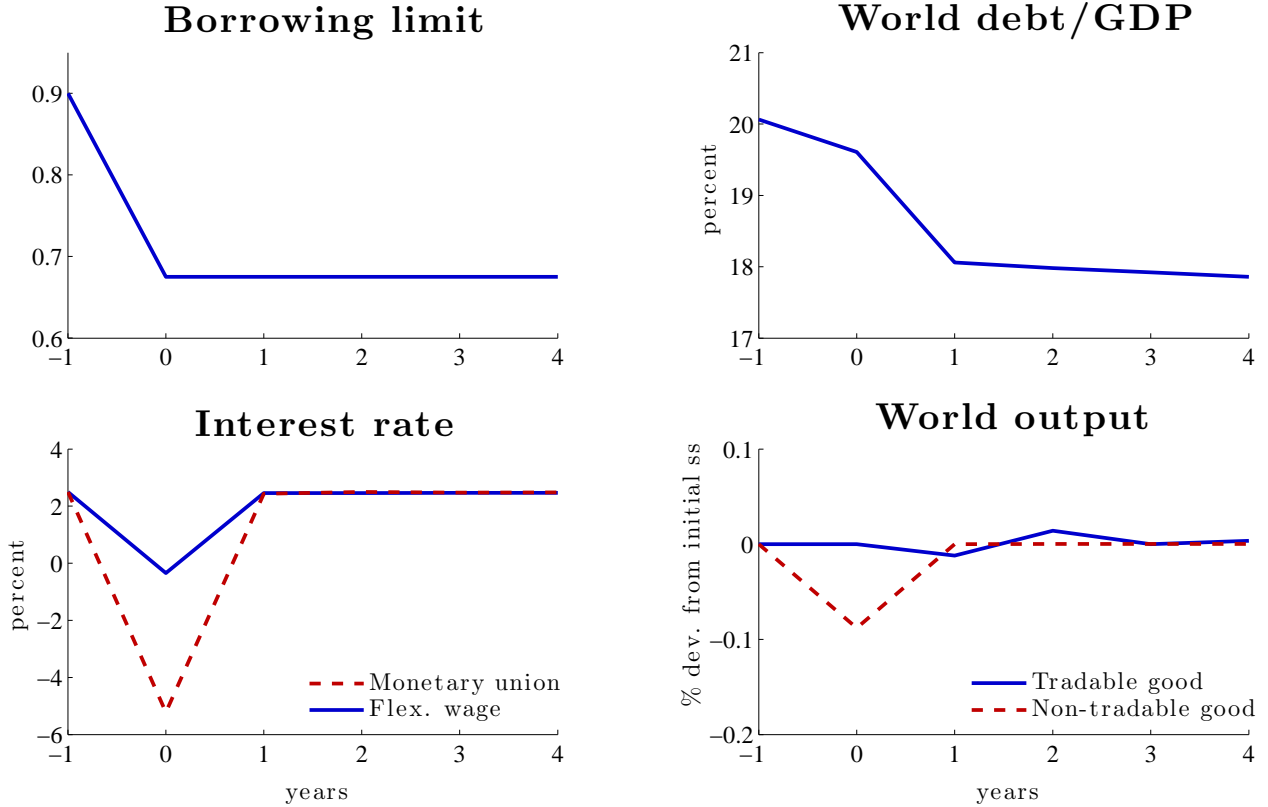 Borrowing limit
0.9
0.8
0.7
0.6
−1 0 1 2 3 4
World debt/GDP
percent
21
20
19
18
17
−1 0 1 2 3 4
Interest rate
percent
4
2
0
−2
−4
−6
Monetary union
Flex. wage
−1 0 1 2 3 4
years
World output
% dev. from initial ss
0.1
0
−0.1
−0.2
Tradable good
Non-tradable good
−1 0 1 2 3 4
years